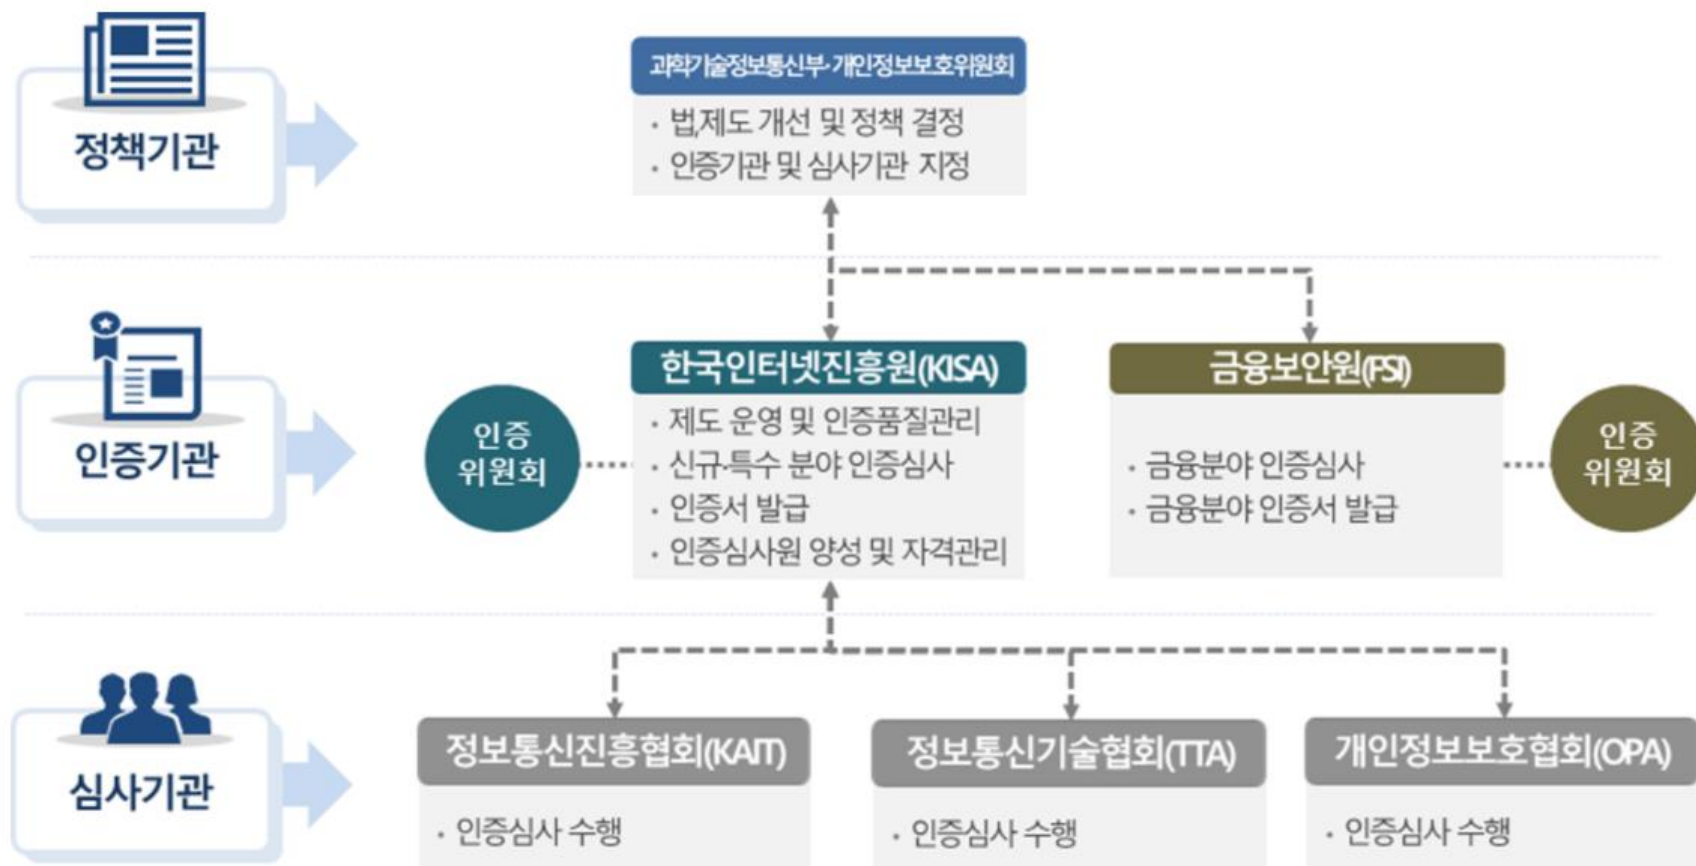 정책기관
과학기술정보통신부·개인정보보호위원회
· 법,제도 개선 및 정책 결정
· 인증기관 및 심사기관 지정
인증기관
인증
위원회
한국인터넷진흥원(KISA)
· 제도 운영 및 인증품질관리
· 신규·특수 분야 인증심사
· 인증서 발급
· 인증심사원 양성 및 자격관리
금융보안원(FSI)
· 금융분야 인증심사
· 금융분야 인증서 발급
인증
위원회
심사기관
정보통신진흥협회(KAIT)
· 인증심사 수행
정보통신기술협회(TTA)
· 인증심사 수행
개인정보보호협회(OPA)
· 인증심사 수행